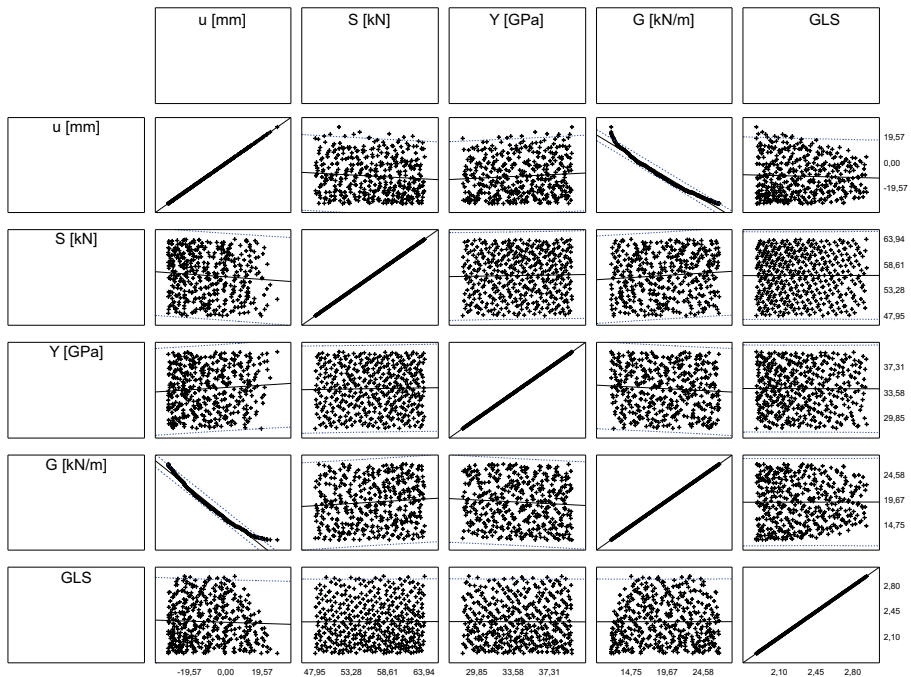 u [mm] S [kN] Y [GPa] G [kN/m] GLS
u [mm]
19,57
0,00
-19,57
S [kN]
63,94
58,61
53,28
47,95
Y [GPa]
37,31
33,58
29,85
G [kN/m]
24,58
19,67
14,75
GLS
2,80
2,45
2,10
-19,57 0,00 19,57 47,95 53,28 58,61 63,94 29,85 33,58 37,31 14,75 19,67 24,58 2,10 2,45 2,80